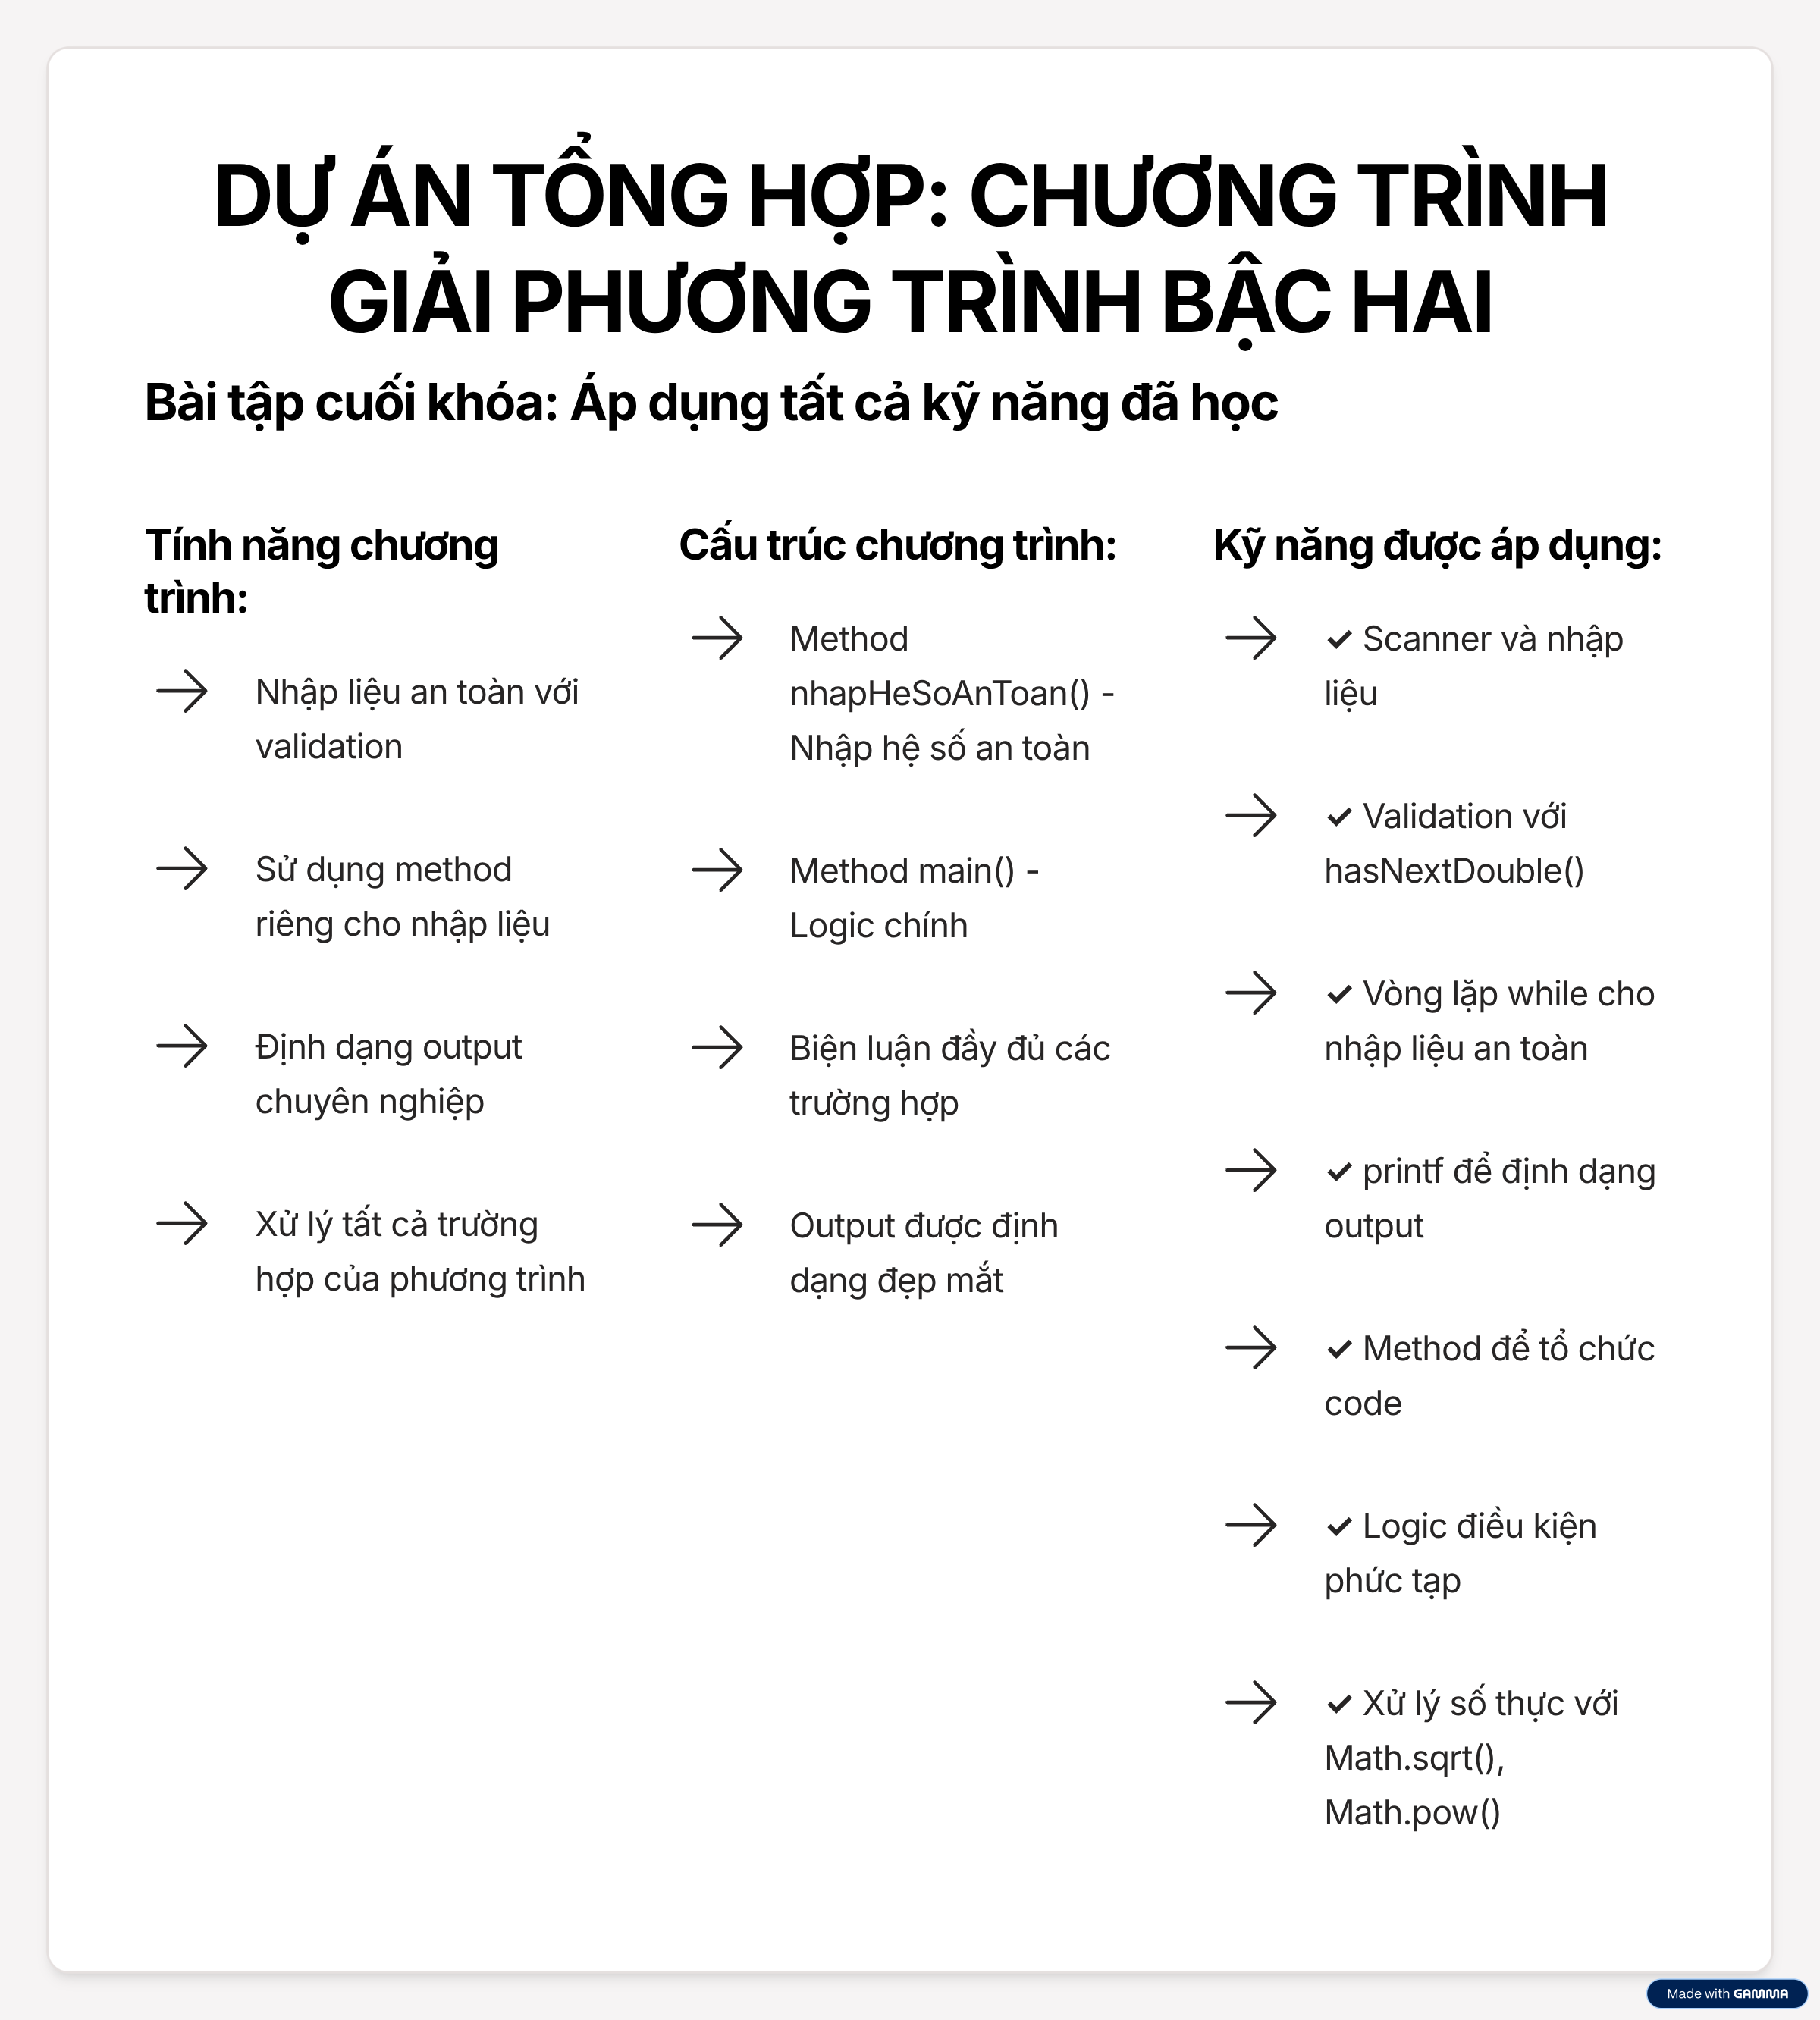 DỰ ÁN TỔNG HỢP: CHƯƠNG TRÌNH
GIẢI PHƯƠNG TRÌNH BẬC HAI
Bài tập cuối khóa: Áp dụng tất cả kỹ năng đã học
Tính năng chương
trình:
Nhập liệu an toàn với
validation
Sử dụng method
riêng cho nhập liệu
Định dạng output
chuyên nghiệp
Xử lý tất cả trường
hợp của phương trình
Cấu trúc chương trình:
Method
nhapHeSoAnToan() -
Nhập hệ số an toàn
Method main() -
Logic chính
Biện luận đầy đủ các
trường hợp
Output được định
dạng đẹp mắt
Kỹ năng được áp dụng:
✓ Scanner và nhập
liệu
✓ Validation với
hasNextDouble()
✓ Vòng lặp while cho
nhập liệu an toàn
✓ printf để định dạng
output
✓ Method để tổ chức
code
✓ Logic điều kiện
phức tạp
✓ Xử lý số thực với
Math.sqrt(),
Math.pow()
Made with GAMMA